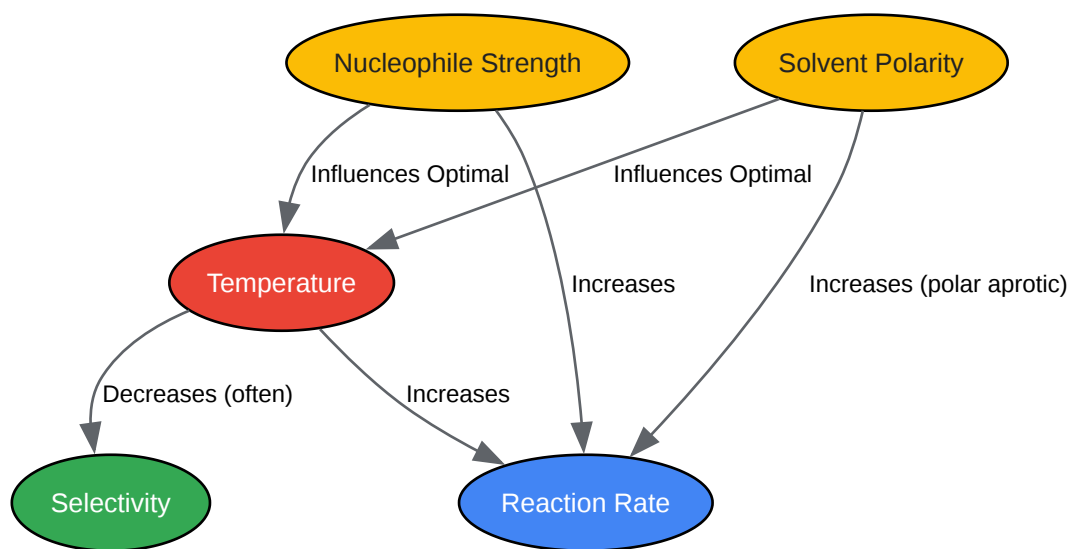 Nucleophile Strength
Solvent Polarity
Influences Optimal
Influences Optimal
Temperature
Increases
Increases (polar aprotic)
Decreases (often)
Increases
Selectivity
Reaction Rate